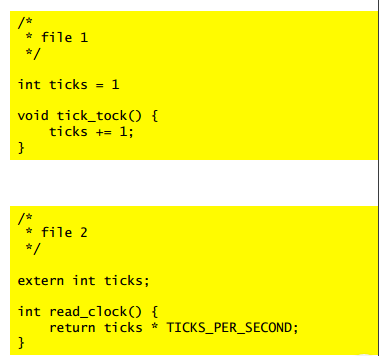 /*
 * file 1
 */
int ticks = 1
void tick_tock() {
    ticks += 1;
}
/*
 * file 2
 */
extern int ticks;
int read_clock() {
    return ticks * TICKS_PER_SECOND;
}